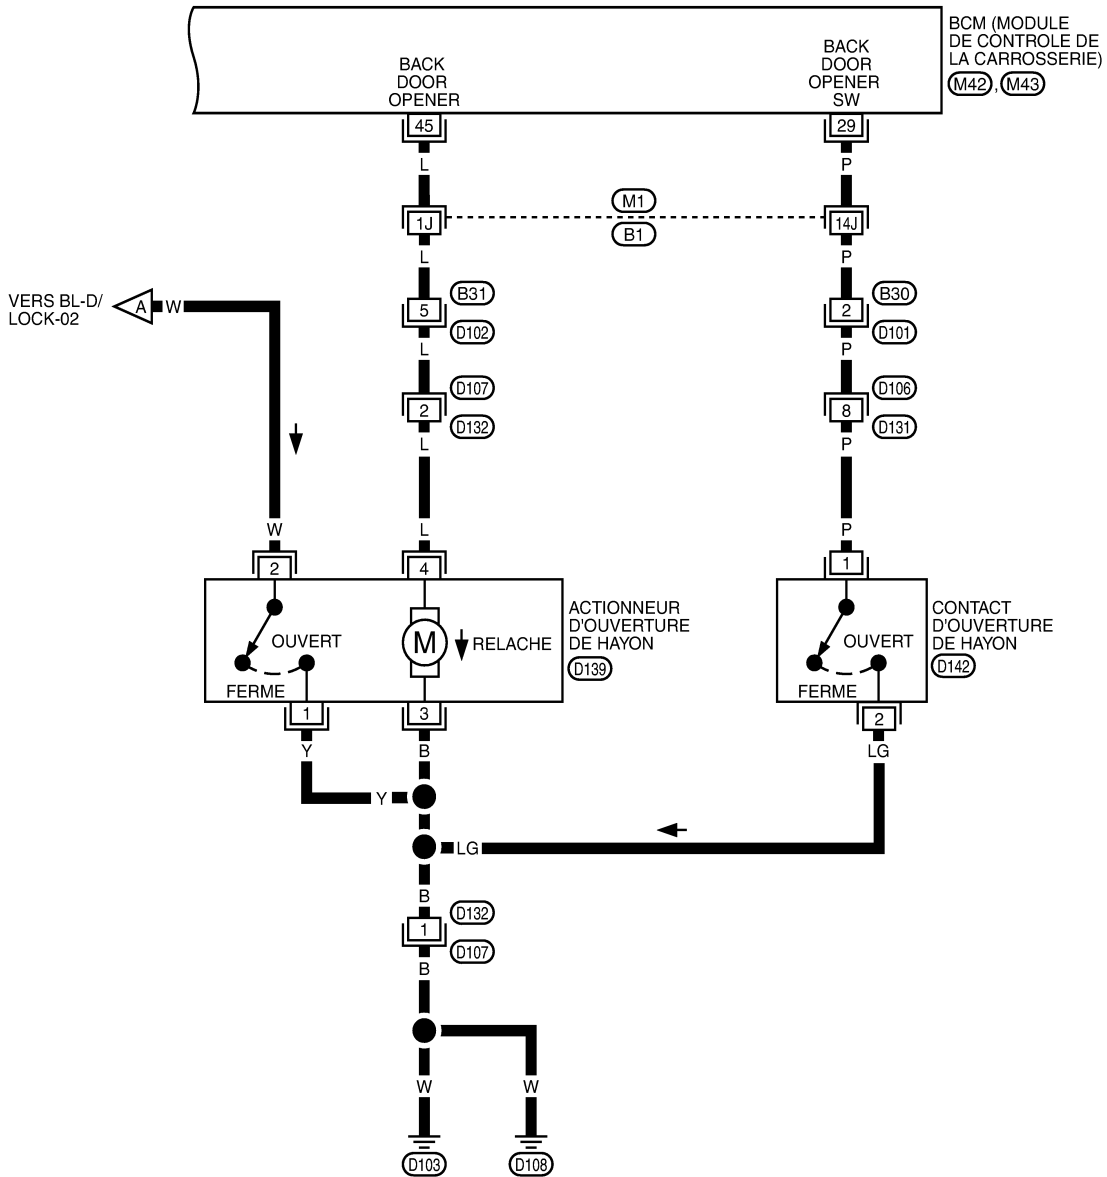 BCM (MODULE
DE CONTROLE DE
LA CARROSSERIE)
M42 , M43
BACK
DOOR
OPENER
BACK
DOOR
OPENER
SW
45
29
L
P
M1
1J
14J
B1
L
P
VERS BL-D/
LOCK-02
A
W
B31
B30
5
2
D102
D101
L
P
D107
D106
2
8
D132
D131
L
P
W
L
P
2
4
1
OUVERT
FERME
M
RELACHE
ACTIONNEUR
D'OUVERTURE
DE HAYON
D139
OUVERT
FERME
CONTACT
D'OUVERTURE
DE HAYON
D142
1
3
2
Y
B
LG
Y
LG
B
D132
1
D107
B
W
W
D103
D108